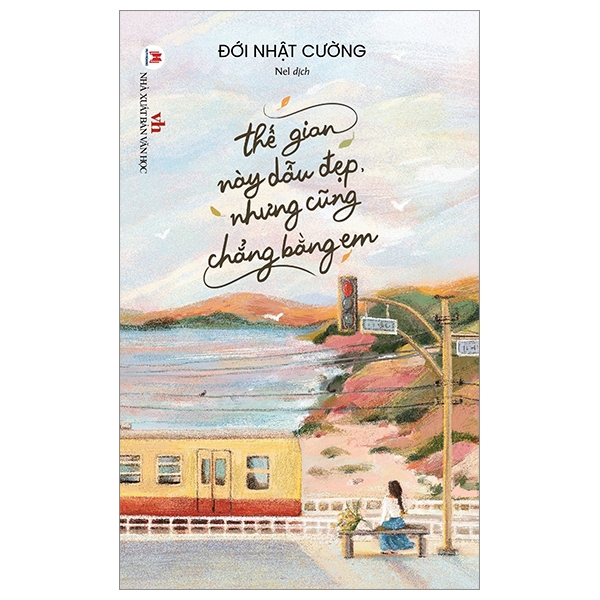 ĐỚI NHẬT CƯỜNG
Nel dịch
vh
NHÀ XUẤT BẢN VĂN HỌC
thế gian
này dẫu đẹp,
nhưng cũng
chẳng bằng em